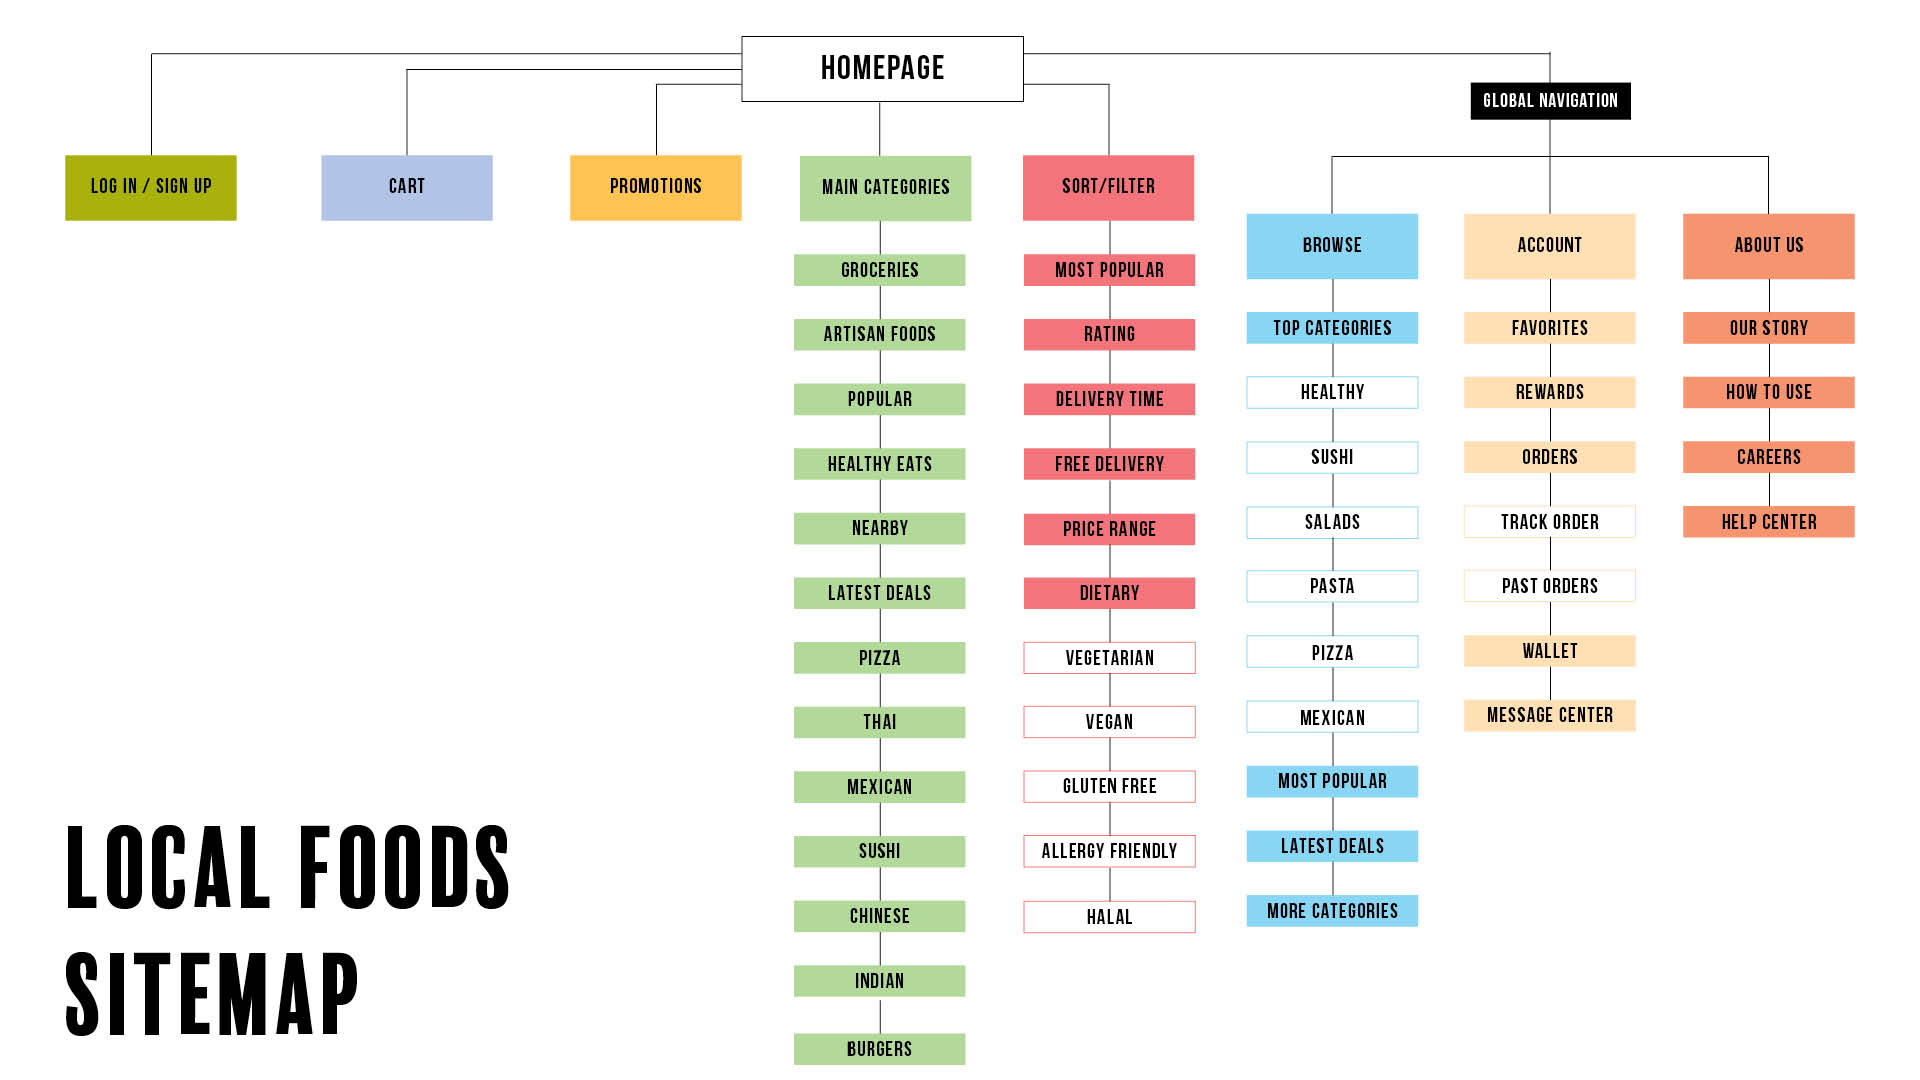 HOMEPAGE
GLOBAL NAVIGATION
LOG IN / SIGN UP
CART
PROMOTIONS
MAIN CATEGORIES
GROCERIES
ARTISAN FOODS
POPULAR
HEALTHY EATS
NEARBY
LATEST DEALS
PIZZA
THAI
MEXICAN
SUSHI
CHINESE
INDIAN
BURGERS
SORT/FILTER
MOST POPULAR
RATING
DELIVERY TIME
FREE DELIVERY
PRICE RANGE
DIETARY
VEGETARIAN
VEGAN
GLUTEN FREE
ALLERGY FRIENDLY
HALAL
BROWSE
TOP CATEGORIES
HEALTHY
SUSHI
SALADS
PASTA
PIZZA
MEXICAN
MOST POPULAR
LATEST DEALS
MORE CATEGORIES
ACCOUNT
FAVORITES
REWARDS
ORDERS
TRACK ORDER
PAST ORDERS
WALLET
MESSAGE CENTER
ABOUT US
OUR STORY
HOW TO USE
CAREERS
HELP CENTER
LOCAL FOODS
SITEMAP